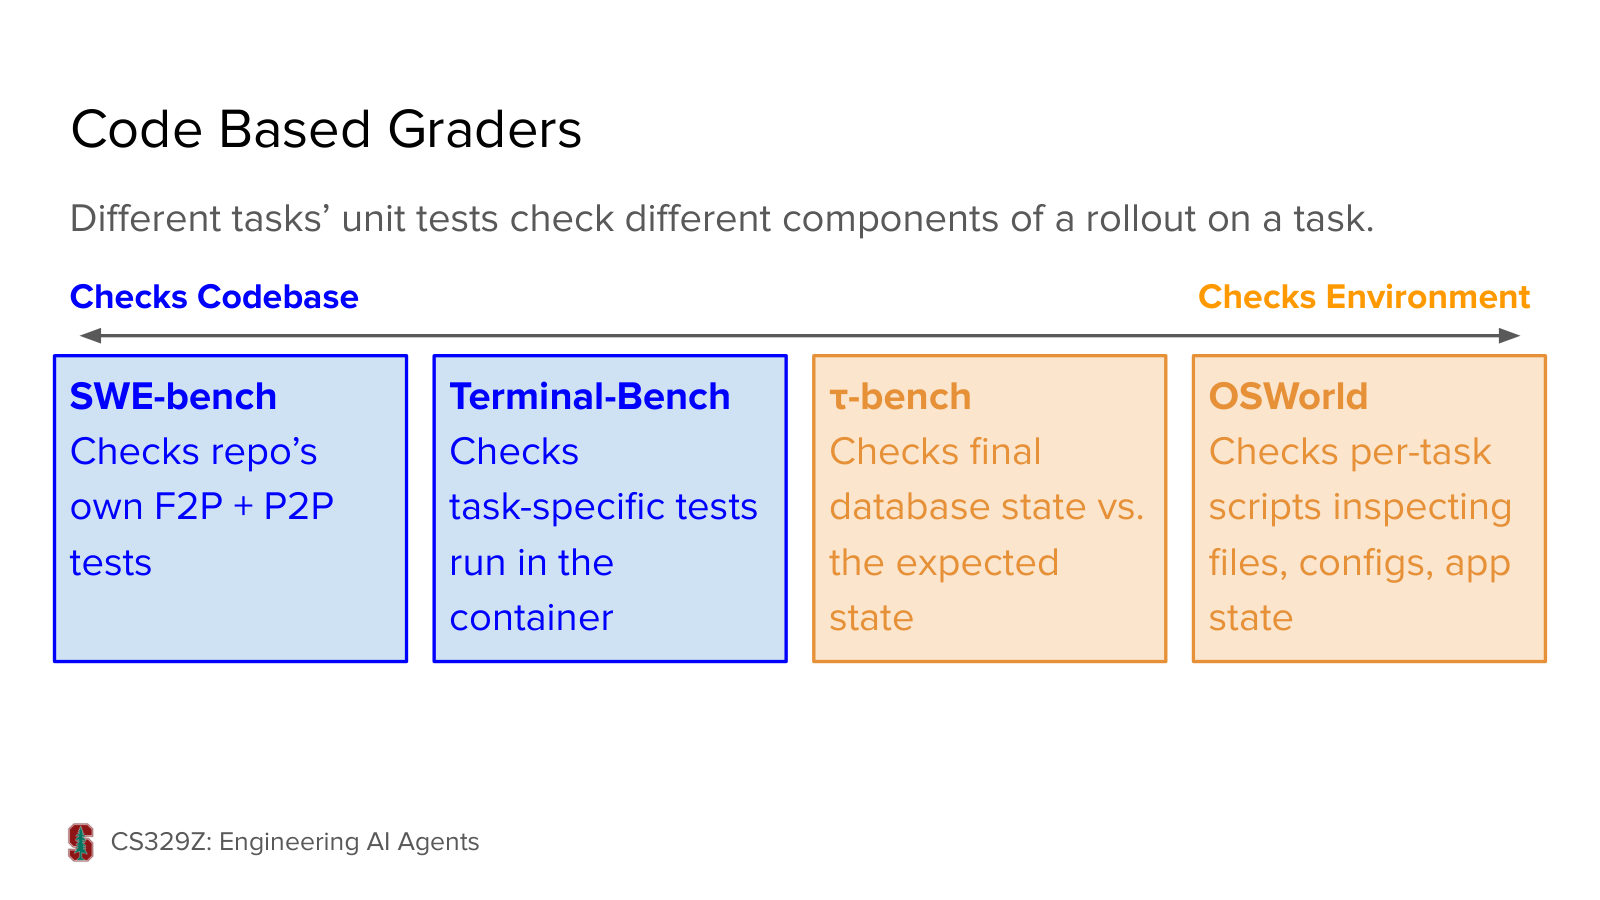 Code Based Graders
Different tasks’ unit tests check different components of a rollout on a task.
Checks Codebase
Checks Environment
SWE-bench
Checks repo’s
own F2P + P2P
tests
Terminal-Bench
Checks
task-specific tests
run in the
container
τ-bench
Checks final
database state vs.
the expected
state
OSWorld
Checks per-task
scripts inspecting
files, configs, app
state
CS329Z: Engineering AI Agents